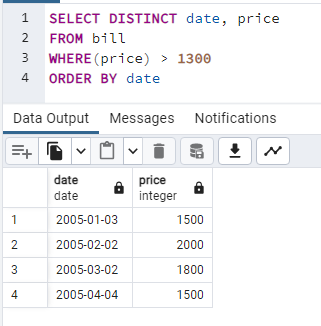 1 SELECT DISTINCT date, price
2 FROM bill
3 WHERE(price) > 1300
4 ORDER BY date
Data Output Messages Notifications
date price
date integer
1 2005-01-03 1500
2 2005-02-02 2000
3 2005-03-02 1800
4 2005-04-04 1500